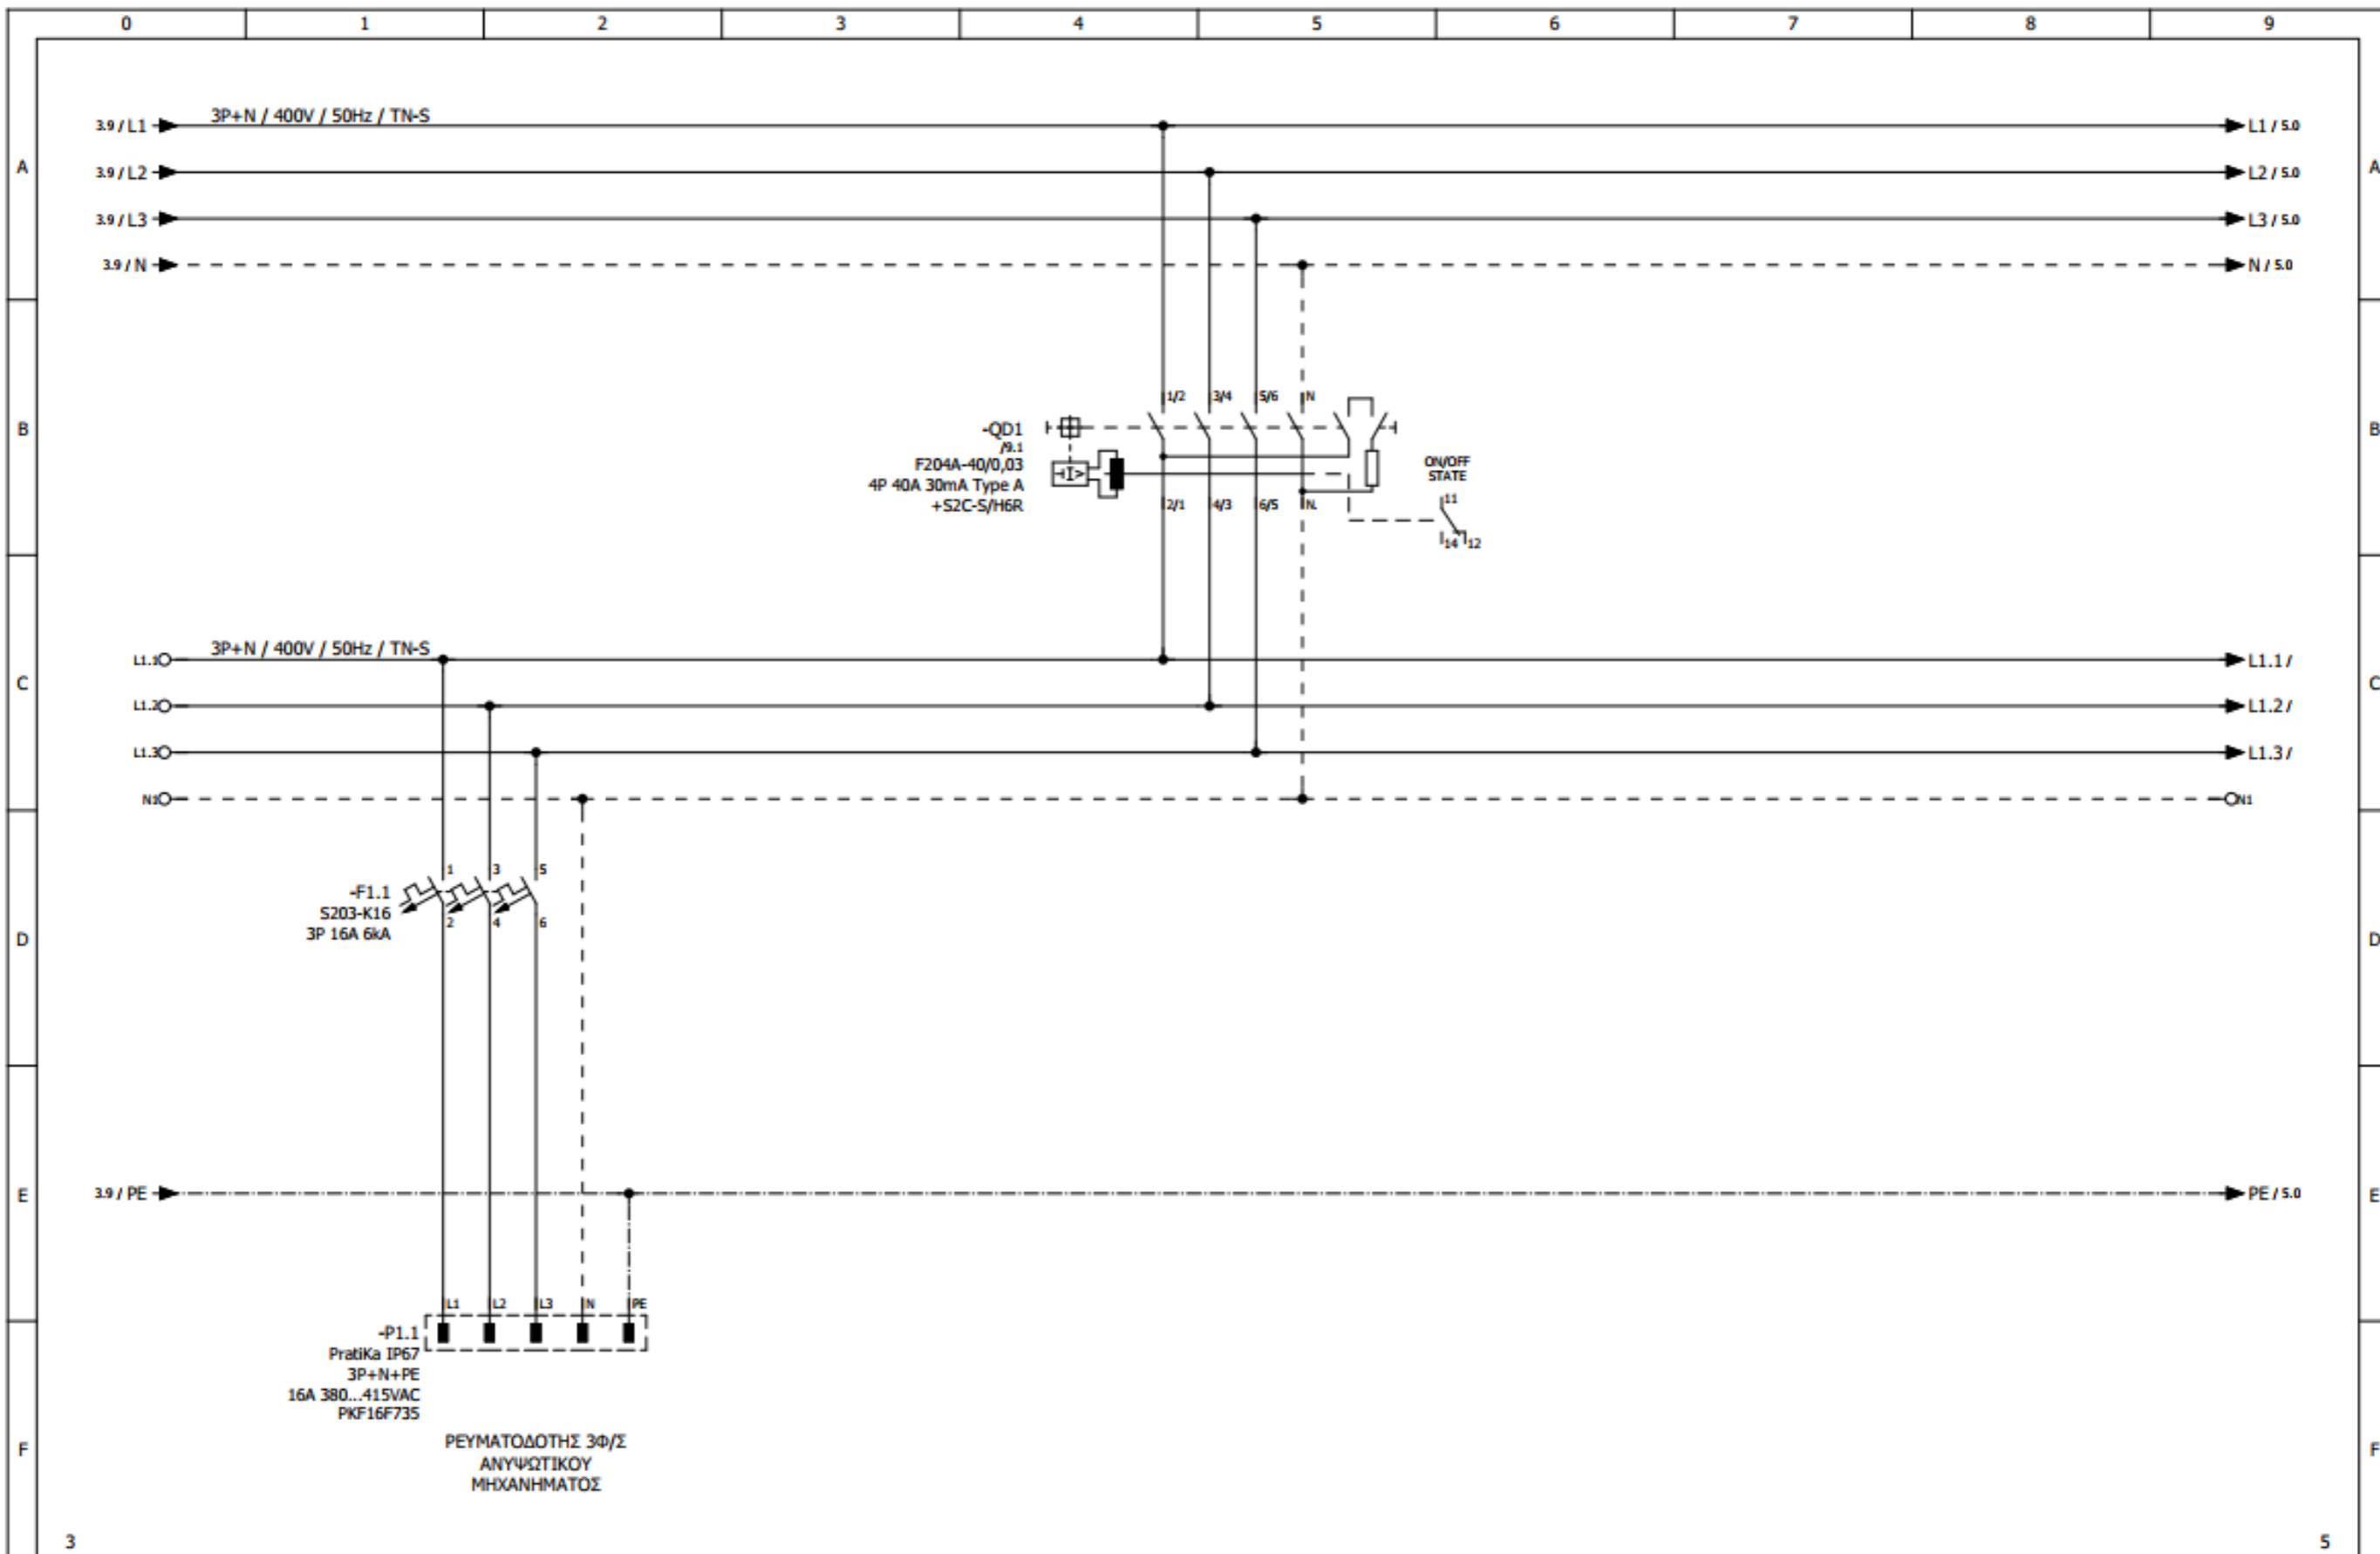 0 1 2 3 4 5 6 7 8 9
3P+N / 400V / 50Hz / TN-S
3.9 / L1
L1 / 5.0
A
3.9 / L2
L2 / 5.0
A
3.9 / L3
L3 / 5.0
3.9 / N
N / 5.0
1/2 3/4 5/6 N
B
-QD1
B
/9.1
F204A-40/0,03
4P 40A 30mA Type A
+S2C-S/H6R
ON/OFF
STATE
2/1 4/3 6/5 N.
11
14 12
3P+N / 400V / 50Hz / TN-S
L1.1
L1.1 /
C
C
L1.2
L1.2 /
L1.3
L1.3 /
N1
N1
1 3 5
-F1.1
S203-K16
3P 16A 6kA
2 4 6
D
D
3.9 / PE
PE / 5.0
E
E
L1 L2 L3 N PE
-P1.1
PratiKa IP67
3P+N+PE
16A 380...415VAC
PKF16F735
ΡΕΥΜΑΤΟΔΟΤΗΣ 3Φ/Σ
ΑΝΥΨΩΤΙΚΟΥ
ΜΗΧΑΝΗΜΑΤΟΣ
F
F
3
5